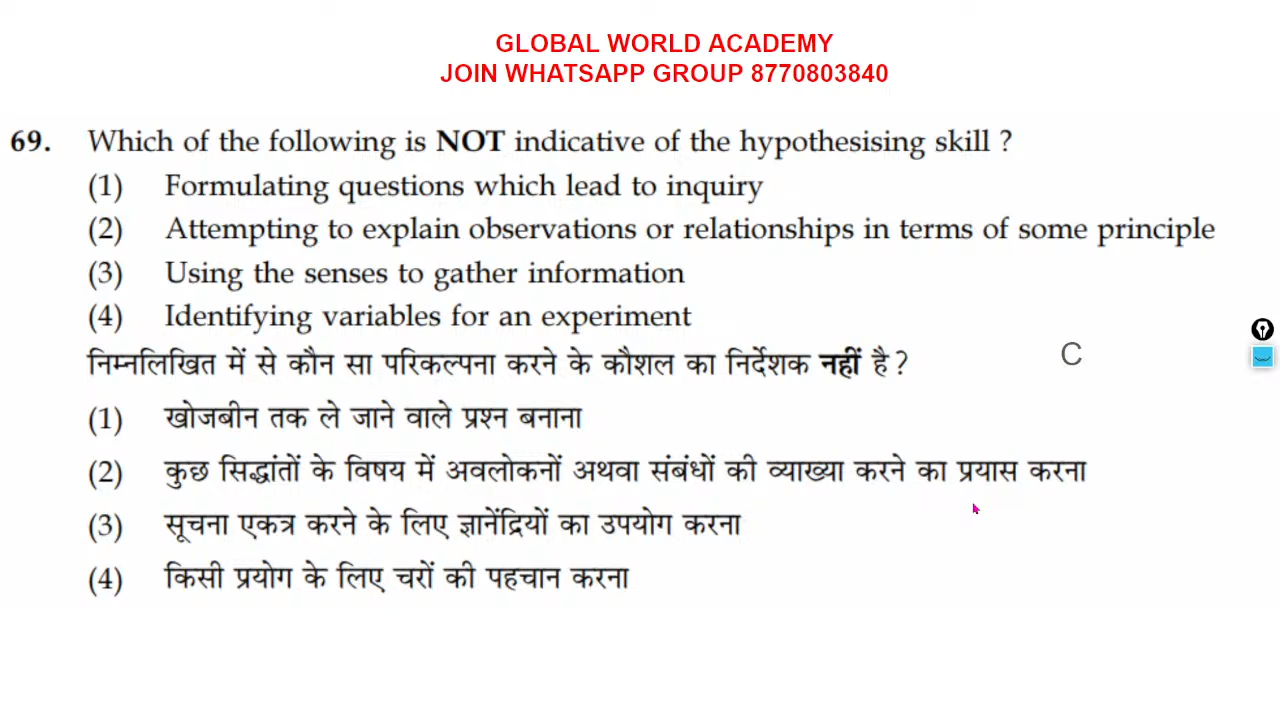 GLOBAL WORLD ACADEMY
JOIN WHATSAPP GROUP 8770803840
69. Which of the following is NOT indicative of the hypothesising skill ?
(1) Formulating questions which lead to inquiry
(2) Attempting to explain observations or relationships in terms of some principle
(3) Using the senses to gather information
(4) Identifying variables for an experiment
निम्नलिखित में से कौन सा परिकल्पना करने के कौशल का निर्देशक नहीं है ?
C
(1) खोजबीन तक ले जाने वाले प्रश्न बनाना
(2) कुछ सिद्धांतों के विषय में अवलोकनों अथवा संबंधों की व्याख्या करने का प्रयास करना
(3) सूचना एकत्र करने के लिए ज्ञानेंद्रियों का उपयोग करना
(4) किसी प्रयोग के लिए चरों की पहचान करना